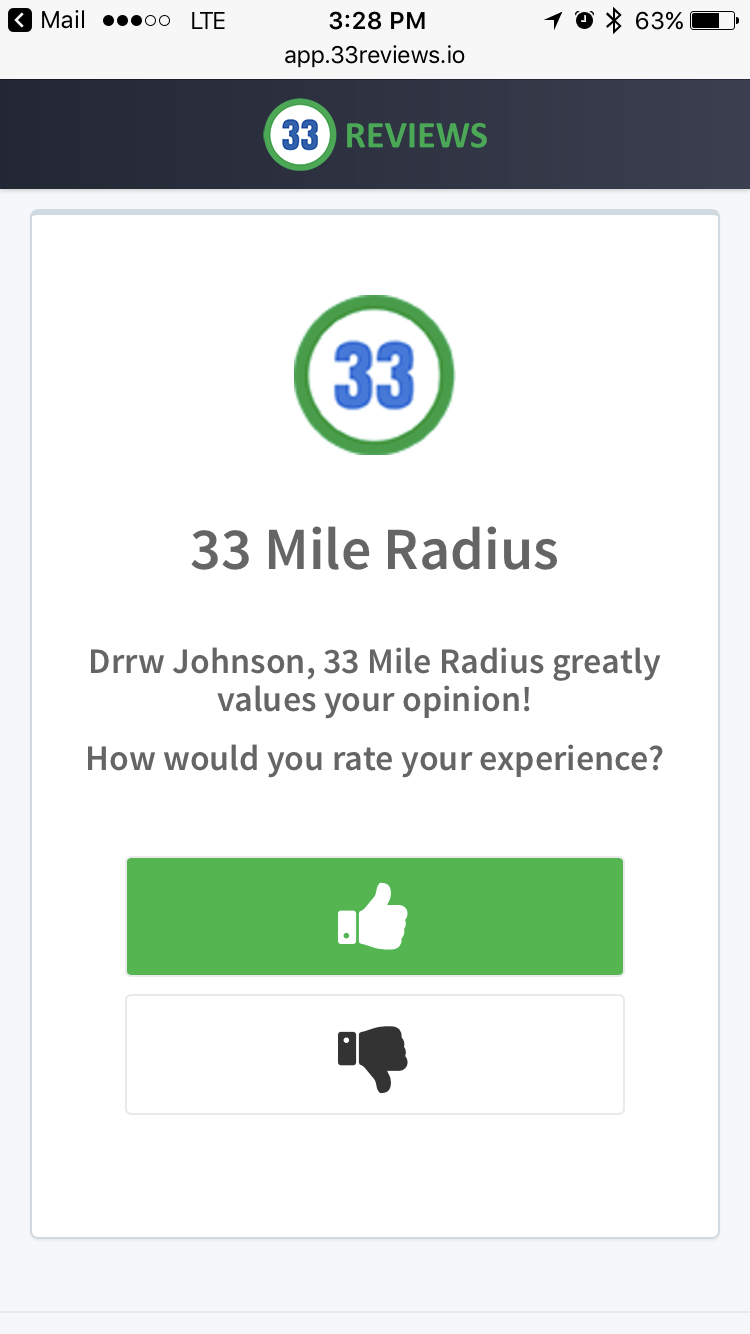 Mail LTE 3:28 PM 63%
app.33reviews.io
33 REVIEWS
33
33 Mile Radius
Drrw Johnson, 33 Mile Radius greatly
values your opinion!
How would you rate your experience?